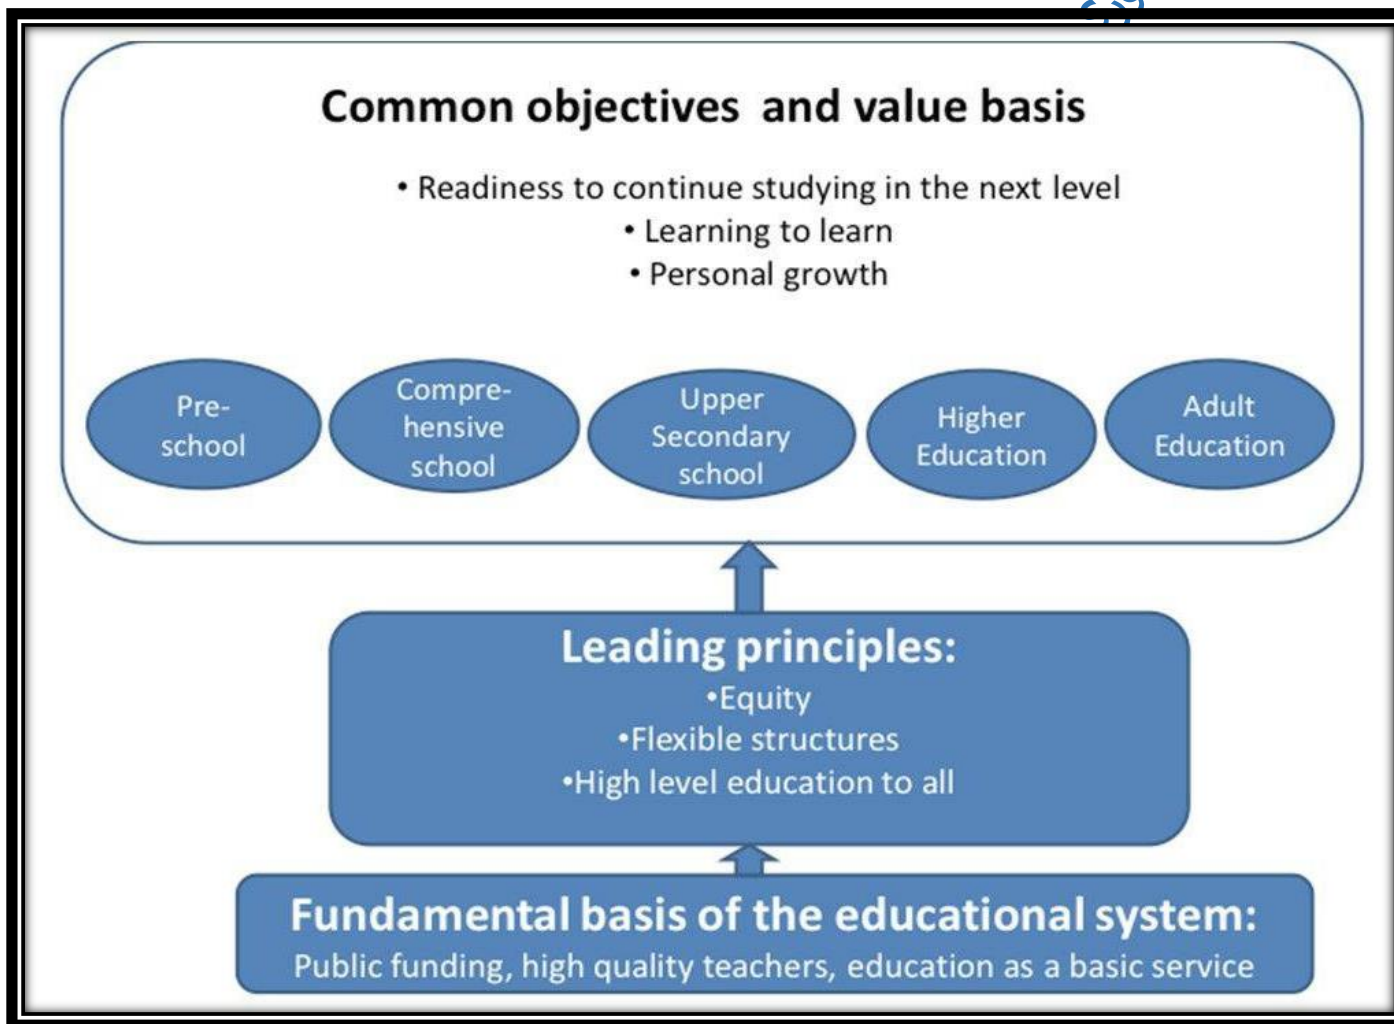 Common objectives and value basis
• Readiness to continue studying in the next level
• Learning to learn
• Personal growth
Pre-
school
Compre-
hensive
school
Upper
Secondary
school
Higher
Education
Adult
Education
Leading principles:
•Equity
•Flexible structures
•High level education to all
Fundamental basis of the educational system:
Public funding, high quality teachers, education as a basic service